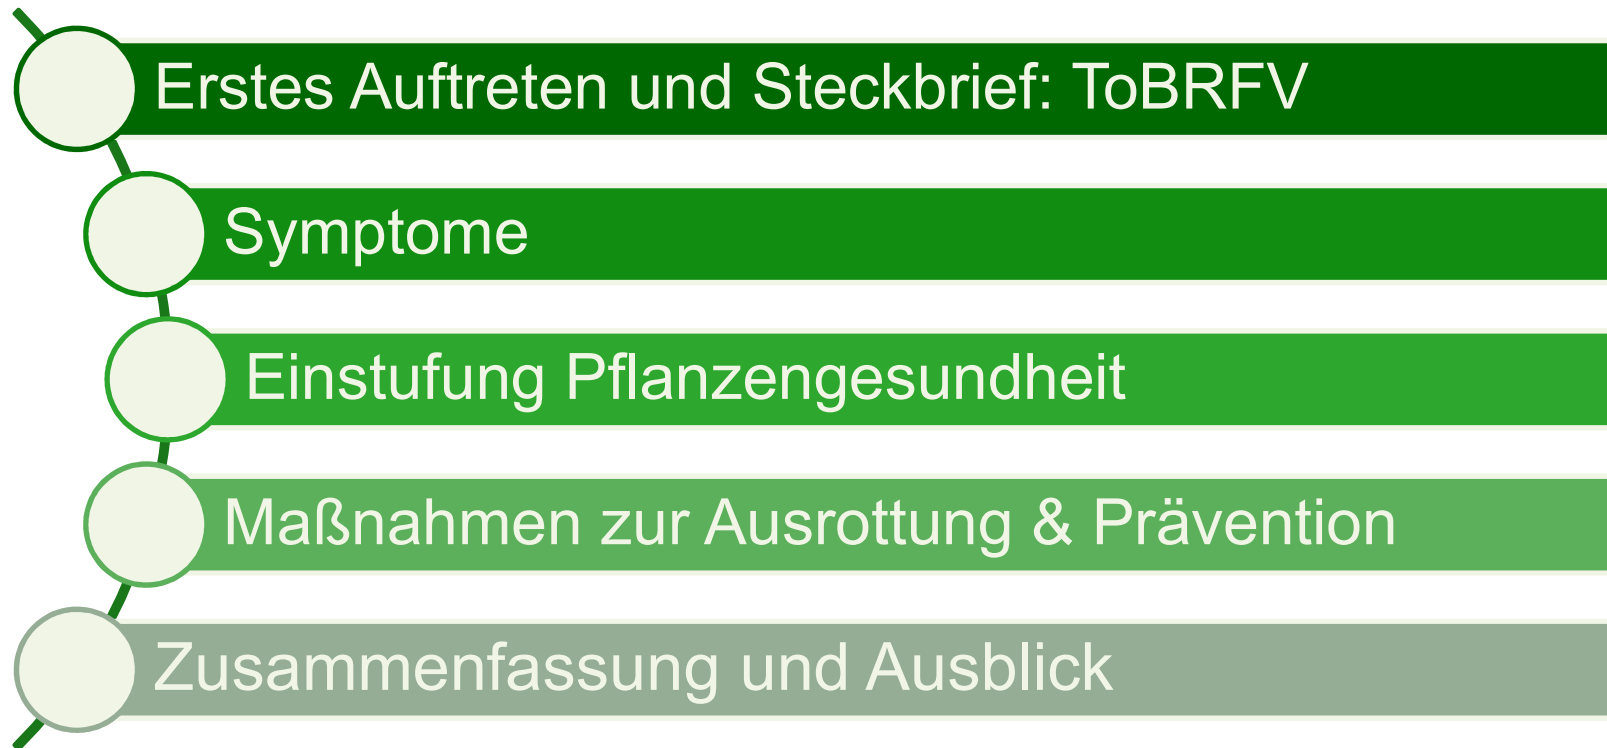 Erstes Auftreten und Steckbrief: ToBRFV
Symptome
Einstufung Pflanzengesundheit
Maßnahmen zur Ausrottung & Prävention
Zusammenfassung und Ausblick